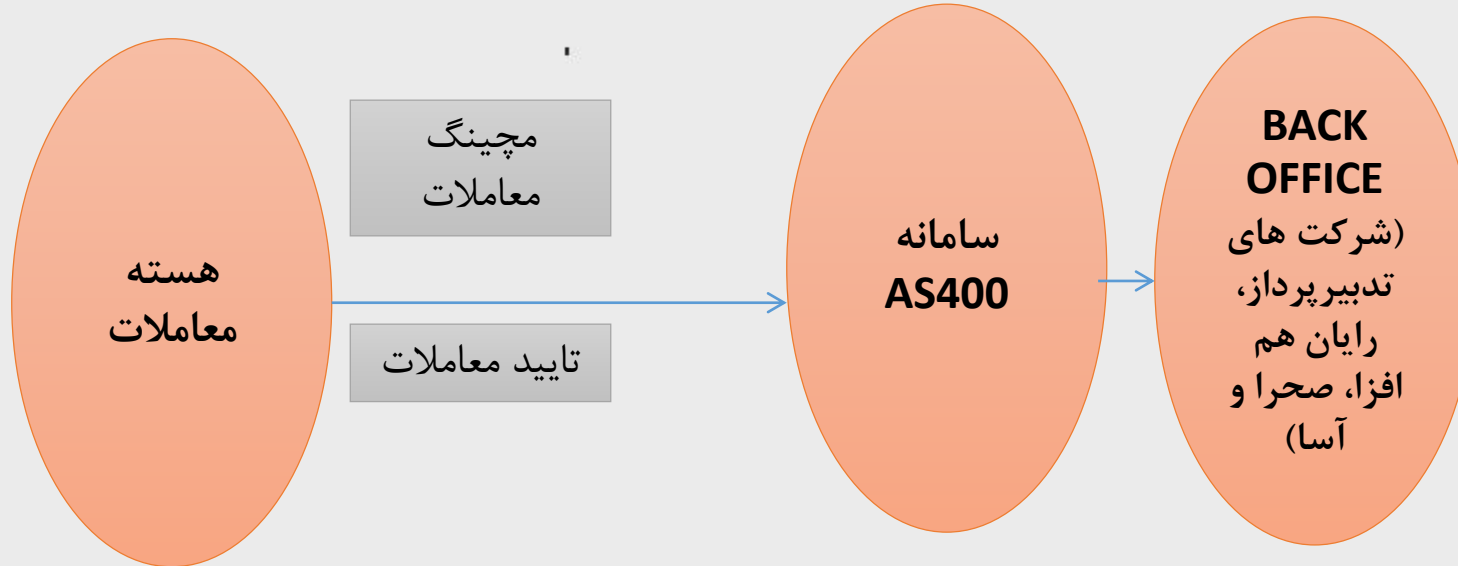 هسته
معاملات
مچینگ
معاملات
تایید معاملات
سامانه
AS400
BACK
OFFICE
(شرکت های
تدبیرپرداز،
رایان هم
افزا، صحرا و
آسا)